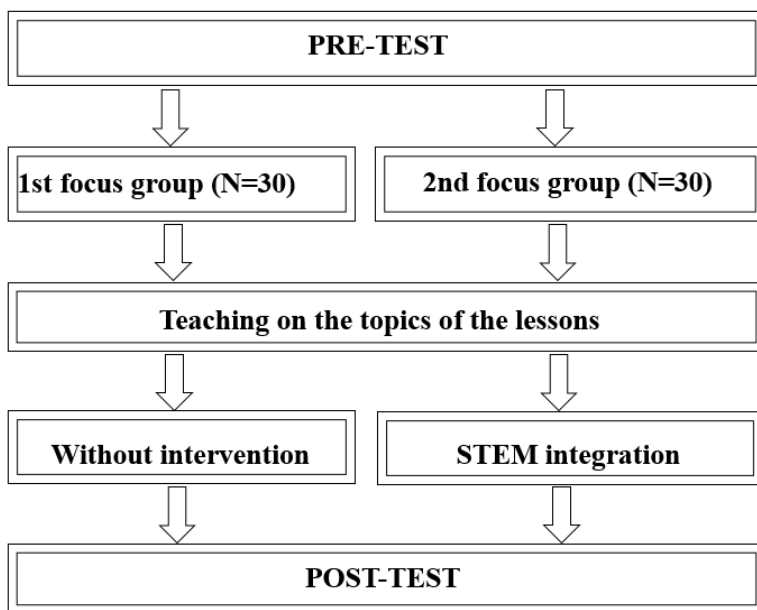 PRE-TEST
1st focus group (N=30)
2nd focus group (N=30)
Teaching on the topics of the lessons
Without intervention
STEM integration
POST-TEST